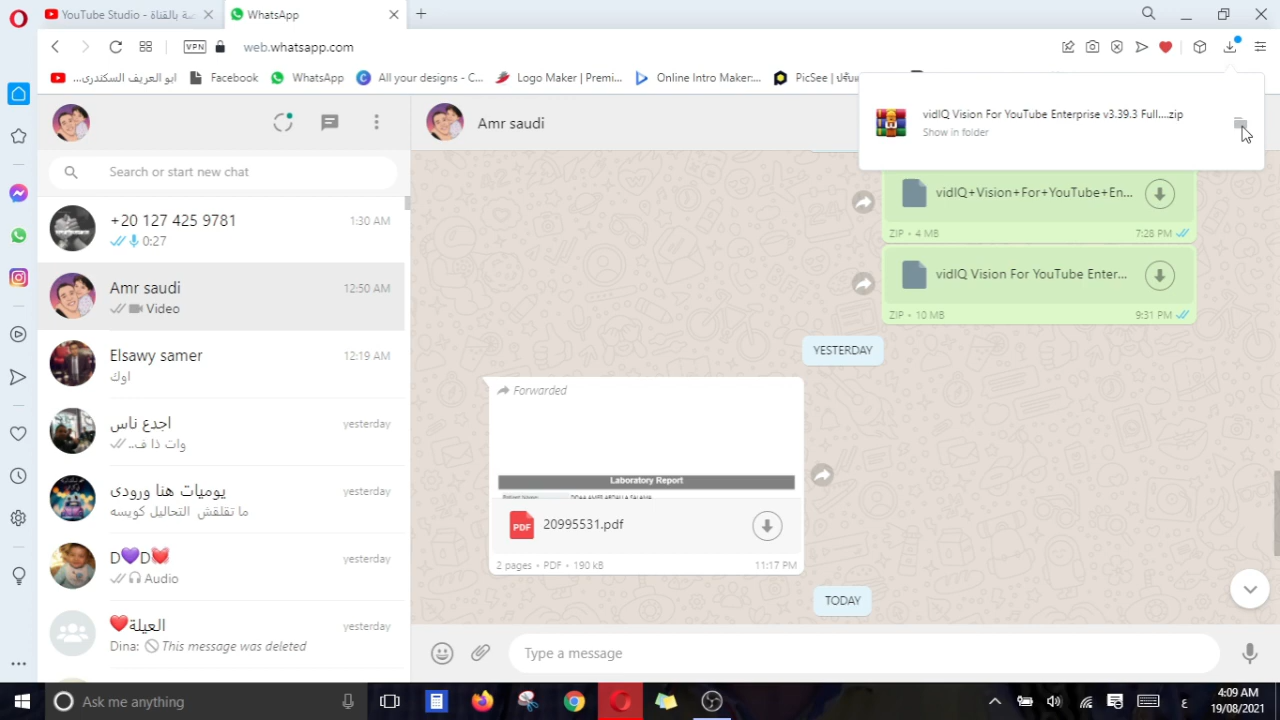 YouTube Studio - صة بالقناة
WhatsApp
VPN
web.whatsapp.com
ابو العريف السكندرى...
Facebook
WhatsApp
All your designs - C...
Logo Maker | Premi...
Online Intro Maker:...
vidIQ Vision For YouTube Enterprise v3.39.3 Full....zip
Show in folder
Amr saudi
Search or start new chat
+20 127 425 9781
1:30 AM
0:27
Amr saudi
12:50 AM
Video
Elsawy samer
12:19 AM
اوك
اجدع ناس
yesterday
وات ذا ف..
يوميات هنا ورودى
yesterday
ما تقلقش التحاليل كويسه
D💜D💓
yesterday
Audio
❤️العيلة
yesterday
Dina: This message was deleted
vidIQ+Vision+For+YouTube+En...
ZIP • 4 MB
7:28 PM
vidIQ Vision For YouTube Enter...
ZIP • 10 MB
9:31 PM
YESTERDAY
Forwarded
Laboratory Report
PDF
20995531.pdf
2 pages • PDF • 190 kB
11:17 PM
TODAY
Type a message
Ask me anything
ع
4:09 AM
19/08/2021